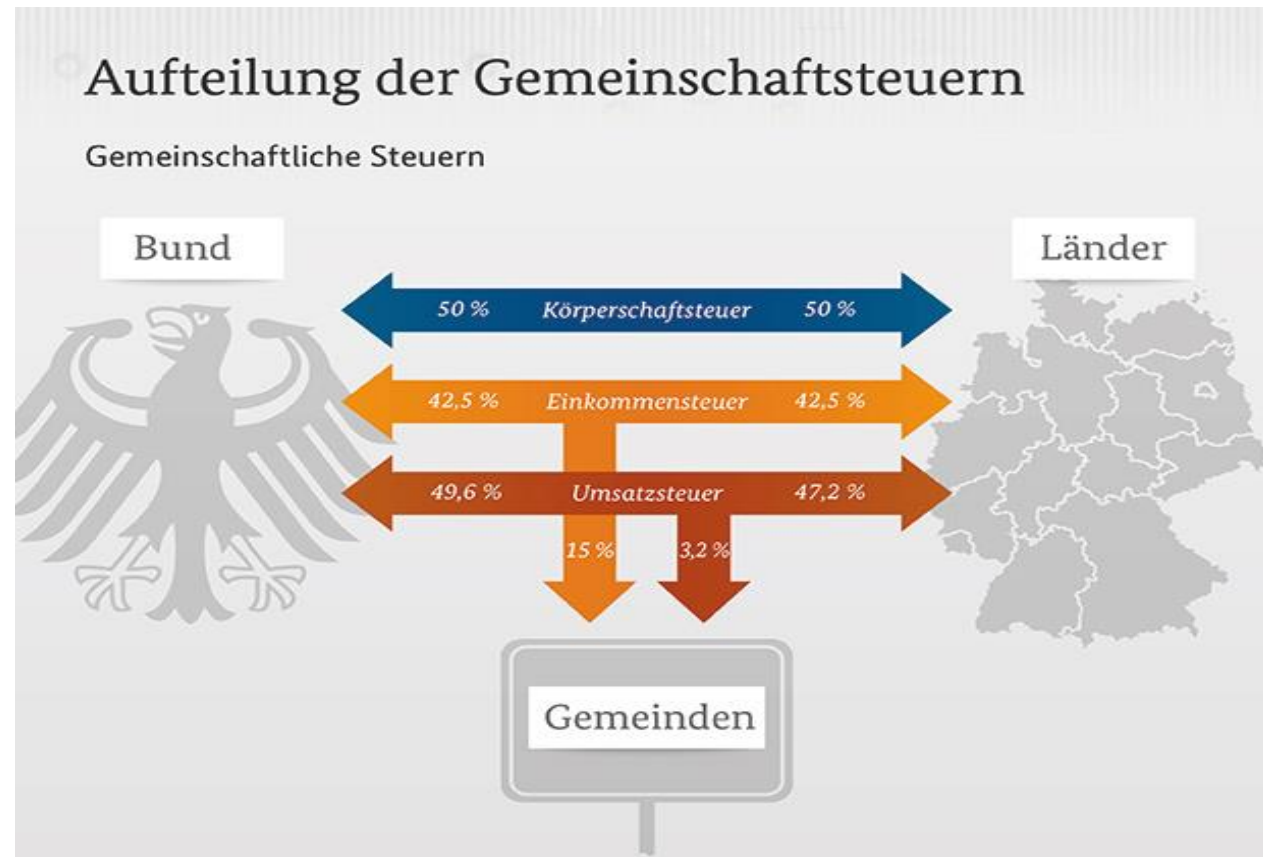 Aufteilung der Gemeinschaftsteuern
Gemeinschaftliche Steuern
Bund
Länder
50 % Körperschaftsteuer 50 %
42,5 % Einkommensteuer 42,5 %
49,6 % Umsatzsteuer 47,2 %
15 % 3,2 %
Gemeinden